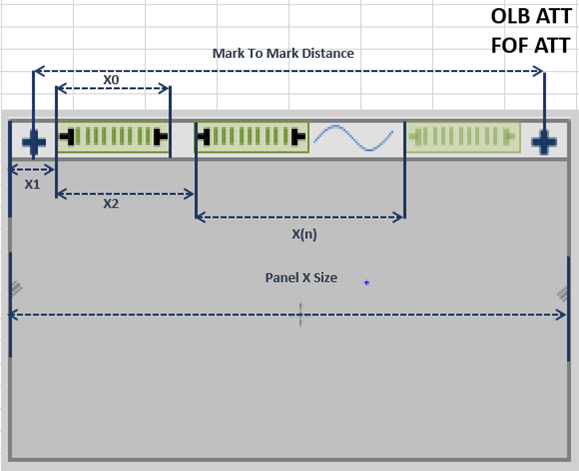 OLB ATT
FOF ATT
Mark To Mark Distance
X0
X1
X2
X(n)
Panel X Size